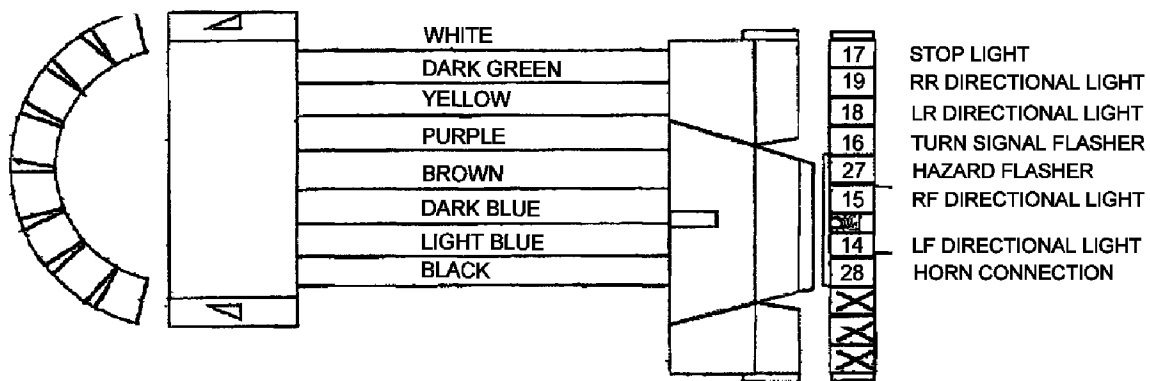 WHITE
DARK GREEN
YELLOW
PURPLE
BROWN
DARK BLUE
LIGHT BLUE
BLACK
17 STOP LIGHT
19 RR DIRECTIONAL LIGHT
18 LR DIRECTIONAL LIGHT
16 TURN SIGNAL FLASHER
27 HAZARD FLASHER
15 RF DIRECTIONAL LIGHT
14 LF DIRECTIONAL LIGHT
28 HORN CONNECTION